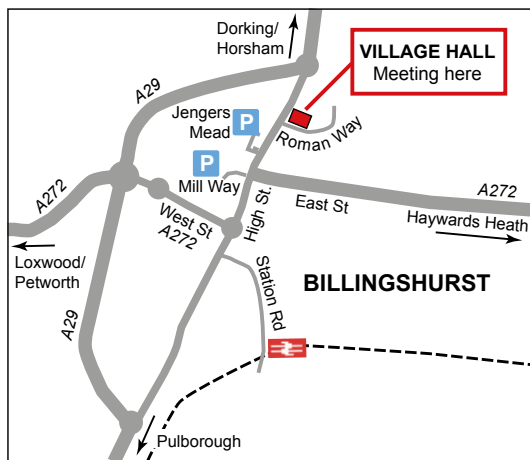 Dorking/
Horsham
VILLAGE HALL
Meeting here
A29
Jengers
Mead
P
Roman Way
P
Mill Way
A272
West St
A272
High St.
East St
A272
Haywards Heath
Loxwood/
Petworth
Station Rd
BILLINGSHURST
A29
Pulborough